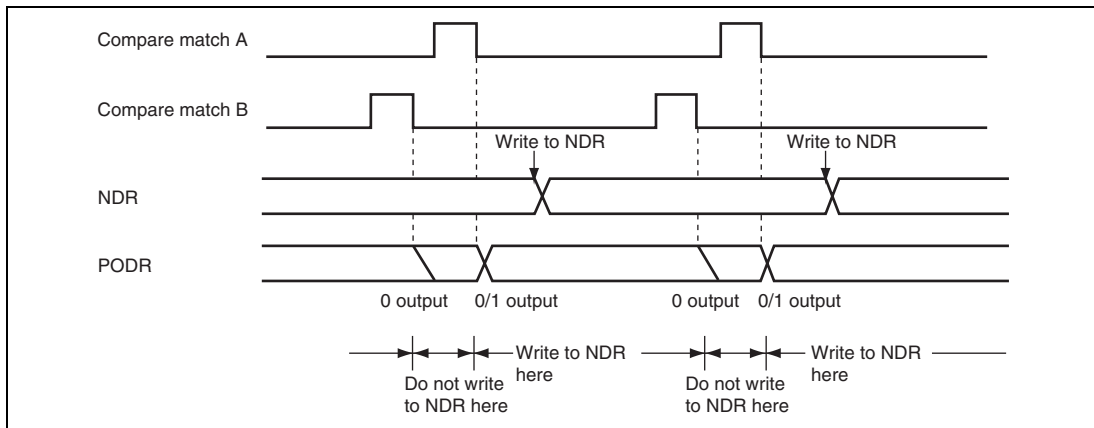 Compare match A
Compare match B
Write to NDR
Write to NDR
NDR
PODR
0 output
0/1 output
0 output
0/1 output
Write to NDR
here
Do not write
to NDR here
Write to NDR
here
Do not write
to NDR here